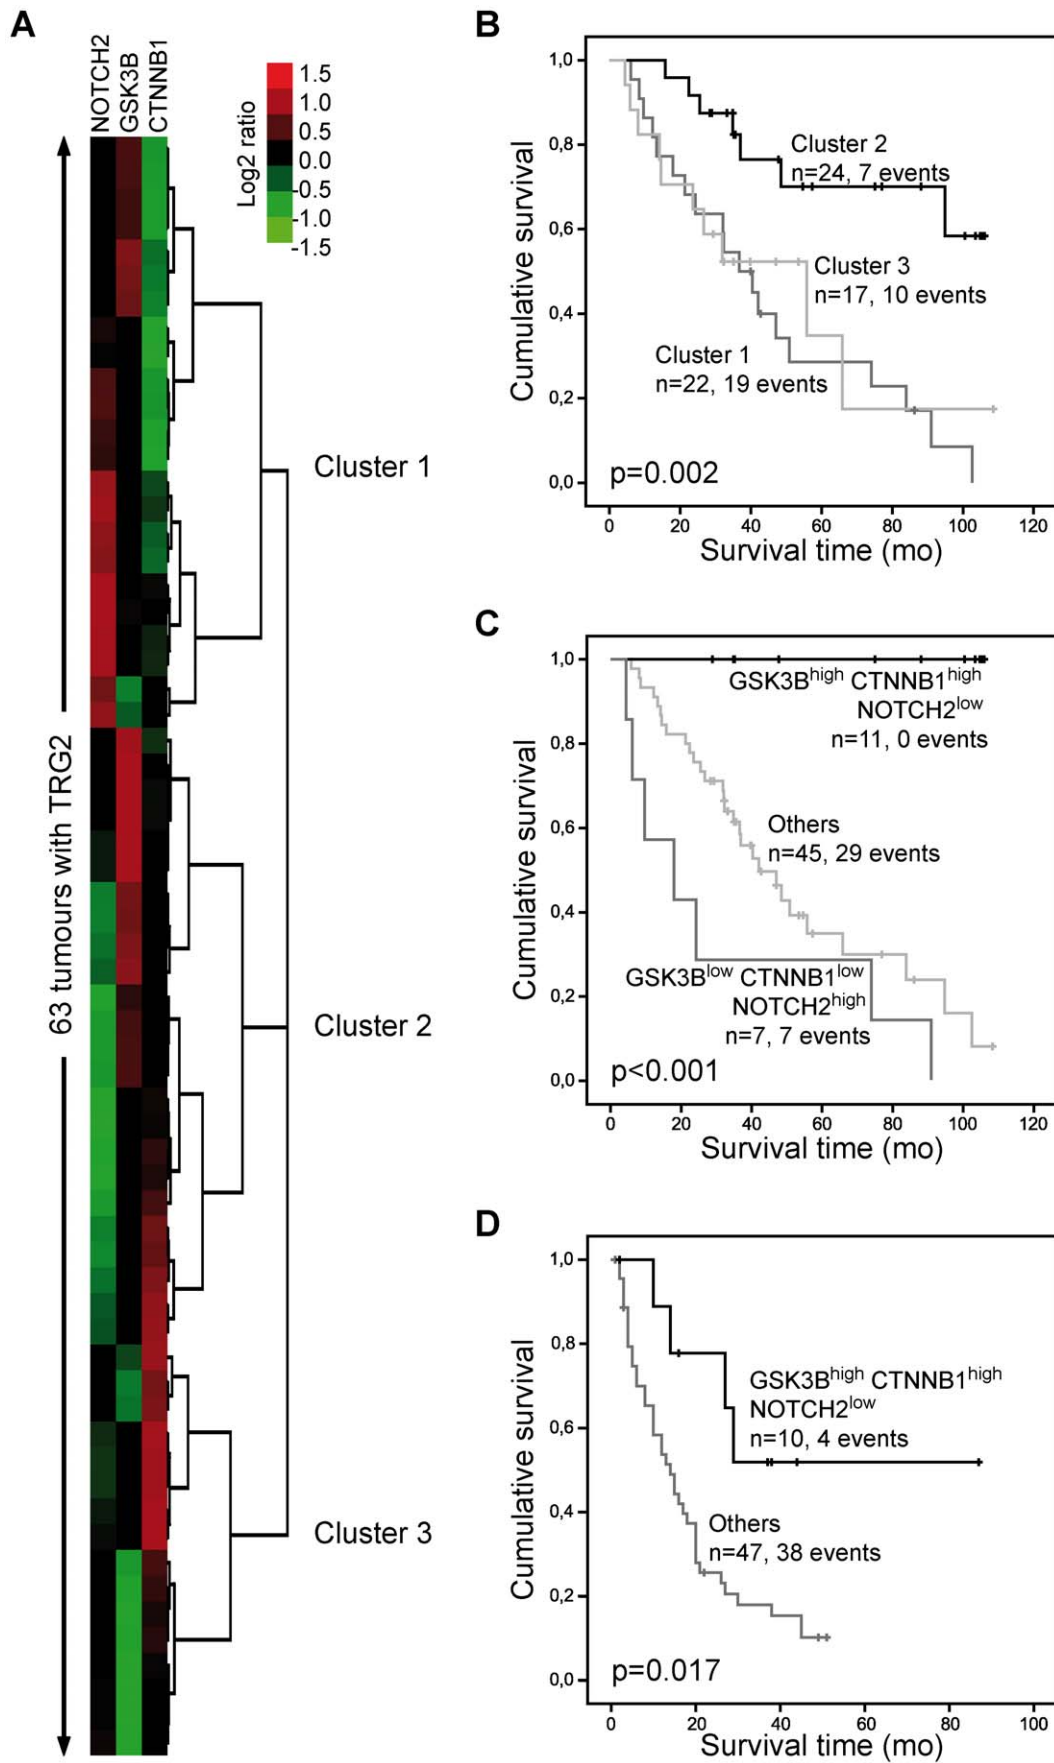 A
NOTCH2
GSK3B
CTNNB1
Log2 ratio
1.5
1.0
0.5
0.0
-0.5
-1.0
-1.5
63 tumours with TRG2
Cluster 1
Cluster 2
Cluster 3
B
Cumulative survival
1,0
0,8
0,6
0,4
0,2
0,0
Cluster 2
n=24, 7 events
Cluster 3
n=17, 10 events
Cluster 1
n=22, 19 events
p=0.002
0 20 40 60 80 100 120
Survival time (mo)
C
Cumulative survival
1,0
0,8
0,6
0,4
0,2
0,0
GSK3Bhigh CTNNB1high
NOTCH2low
n=11, 0 events
Others
n=45, 29 events
GSK3Blow CTNNB1low
NOTCH2high
n=7, 7 events
p<0.001
0 20 40 60 80 100 120
Survival time (mo)
D
Cumulative survival
1,0
0,8
0,6
0,4
0,2
0,0
GSK3Bhigh CTNNB1high
NOTCH2low
n=10, 4 events
Others
n=47, 38 events
p=0.017
0 20 40 60 80 100
Survival time (mo)